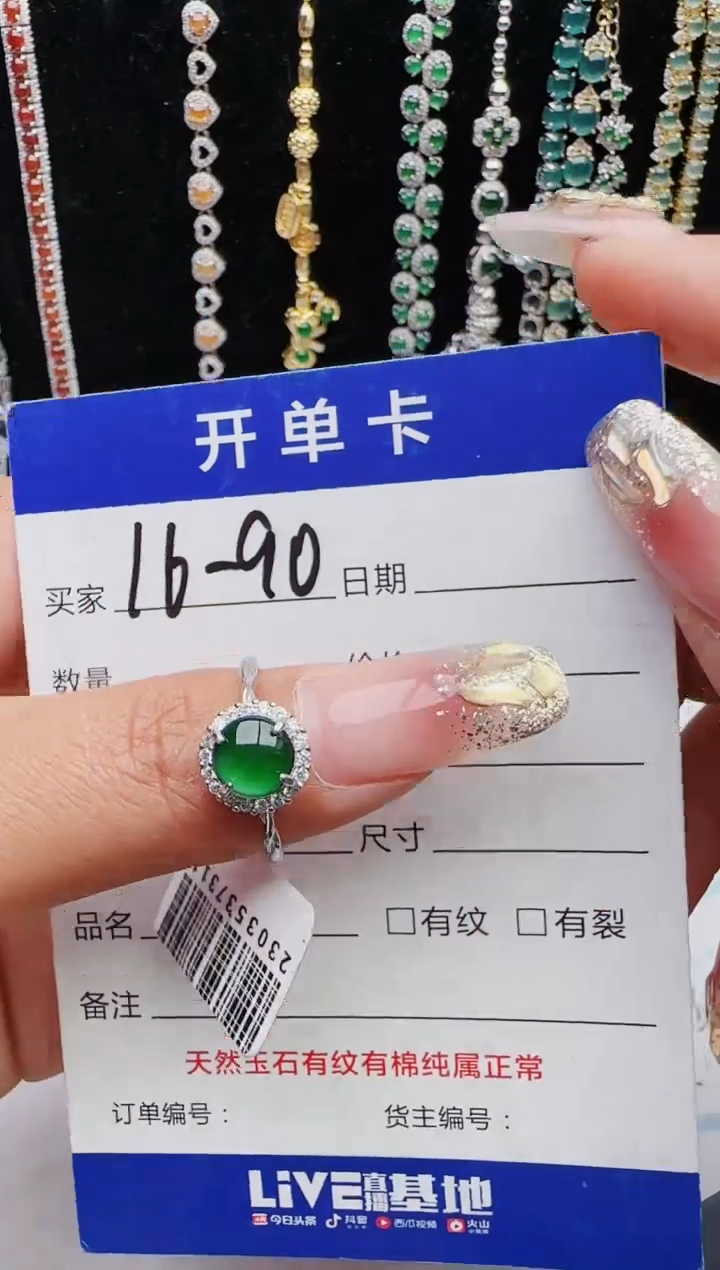 开单卡
买家 16-90 日期
数量
尺寸
品名 □有纹 □有裂
230353731
备注
天然玉石有纹有棉纯属正常
订单编号： 货主编号：
LiVE直播基地
今日头条 抖音 西瓜视频 火山